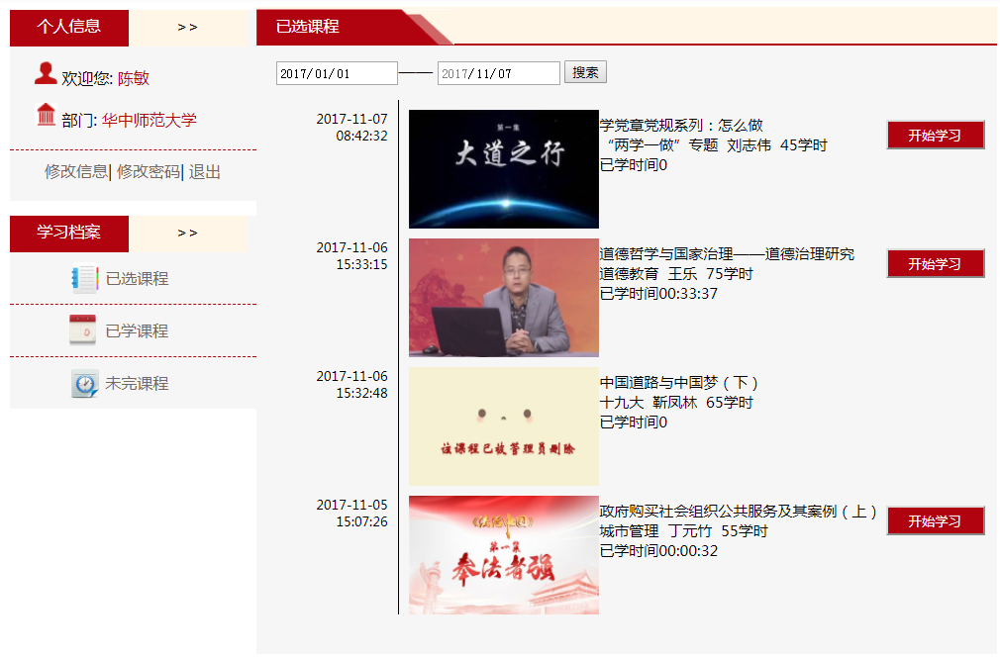 个人信息
>>
欢迎您: 陈敏
部门: 华中师范大学
修改信息| 修改密码| 退出
学习档案
>>
已选课程
已学课程
未完课程
已选课程
2017/01/01 —— 2017/11/07 搜索
2017-11-07
08:42:32
第一集
大道之行
学党章党规系列：怎么做
“两学一做”专题 刘志伟 45学时
已学时间0
开始学习
2017-11-06
15:33:15
道德哲学与国家治理——道德治理研究
道德教育 王乐 75学时
已学时间00:33:37
开始学习
2017-11-06
15:32:48
该课程已被管理员删除
中国道路与中国梦（下）
十九大 靳凤林 65学时
已学时间0
2017-11-05
15:07:26
《法治中国》
第一集
奉法者强
政府购买社会组织公共服务及其案例（上）
城市管理 丁元竹 55学时
已学时间00:00:32
开始学习